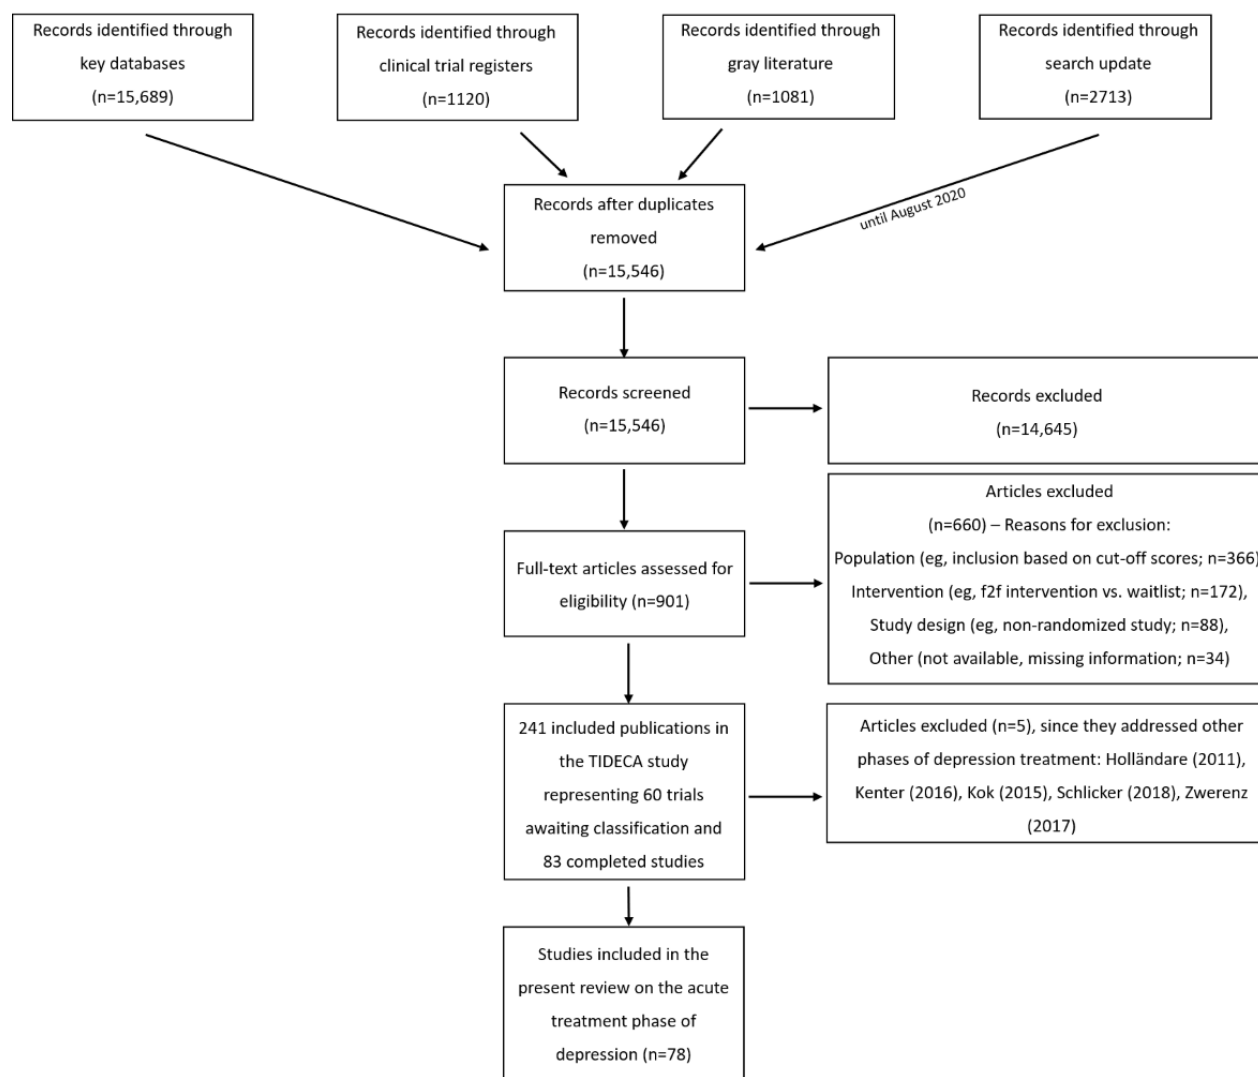 Records identified through
key databases
(n=15,689)
Records identified through
clinical trial registers
(n=1120)
Records identified through
gray literature
(n=1081)
Records identified through
search update
(n=2713)
until August 2020
Records after duplicates
removed
(n=15,546)
Records screened
(n=15,546)
Records excluded
(n=14,645)
Full-text articles assessed for
eligibility (n=901)
Articles excluded
(n=660) – Reasons for exclusion:
Population (eg, inclusion based on cut-off scores; n=366)
Intervention (eg, f2f intervention vs. waitlist; n=172),
Study design (eg, non-randomized study; n=88),
Other (not available, missing information; n=34)
241 included publications in
the TIDECA study
representing 60 trials
awaiting classification and
83 completed studies
Articles excluded (n=5), since they addressed other
phases of depression treatment: Holländare (2011),
Kenter (2016), Kok (2015), Schlicker (2018), Zwerenz
(2017)
Studies included in the
present review on the acute
treatment phase of
depression (n=78)